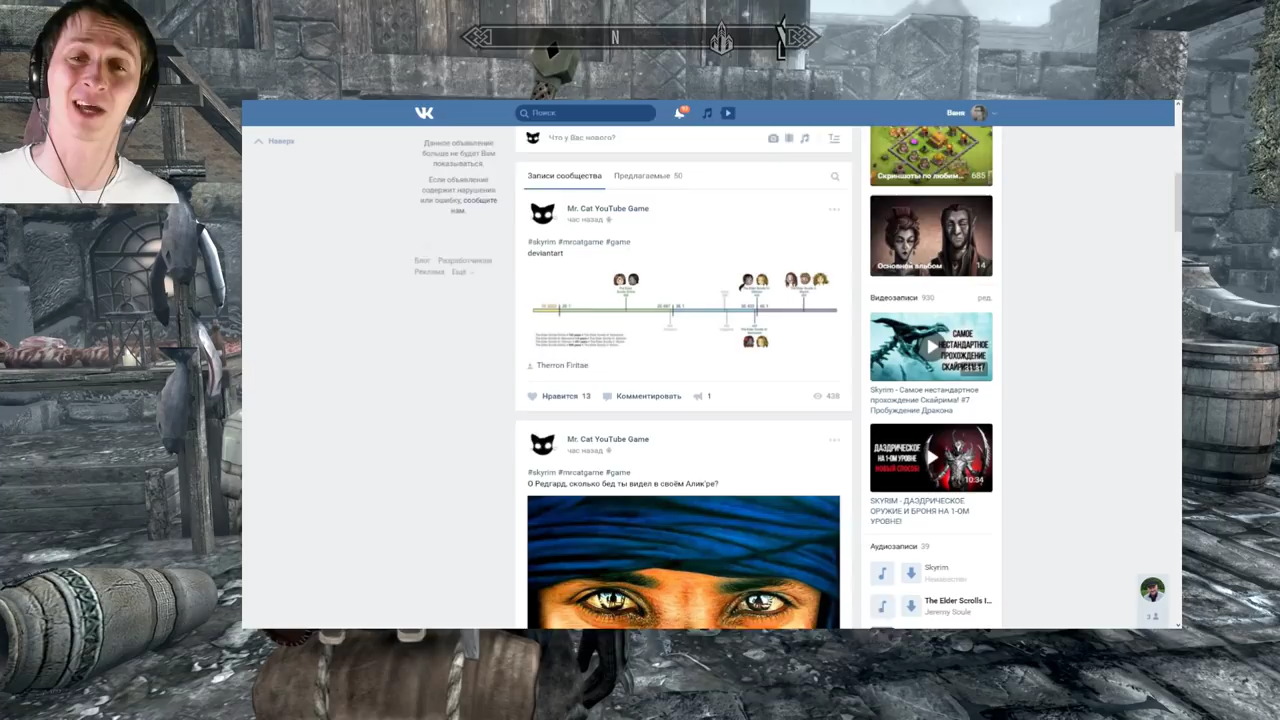 N
VK
Поиск
Ваня
Наверх
Данное объявление
больше не будет Вам
показываться.
Если объявление
содержит нарушения
или ошибку, сообщите
нам.
Блог Разработчикам
Реклама Ещё
Что у Вас нового?
Записи сообщества Предлагаемые 50
Mr. Cat YouTube Game
час назад
#skyrim #mrcatgame #game
deviantart
Therron Firitae
Нравится 13 Комментировать 1 438
Mr. Cat YouTube Game
час назад
#skyrim #mrcatgame #game
О Редгард, сколько бед ты видел в своём Алик'ре?
Скриншоты по любим... 685
Основной альбом 14
Видеозаписи 930 ред.
САМОЕ
НЕСТАНДАРТНОЕ
ПРОХОЖДЕНИЕ
Skyrim - Самое нестандартное
прохождение Скайрима! #7
Пробуждение Дракона
ДАЭДРИЧЕСКОЕ
НА 1-ОМ УРОВНЕ
НОВЫЙ СПОСОБ!
10:34
SKYRIM - ДАЭДРИЧЕСКОЕ
ОРУЖИЕ И БРОНЯ НА 1-ОМ
УРОВНЕ!
Аудиозаписи 39
Skyrim
Неизвестен
The Elder Scrolls I...
Jeremy Soule
3